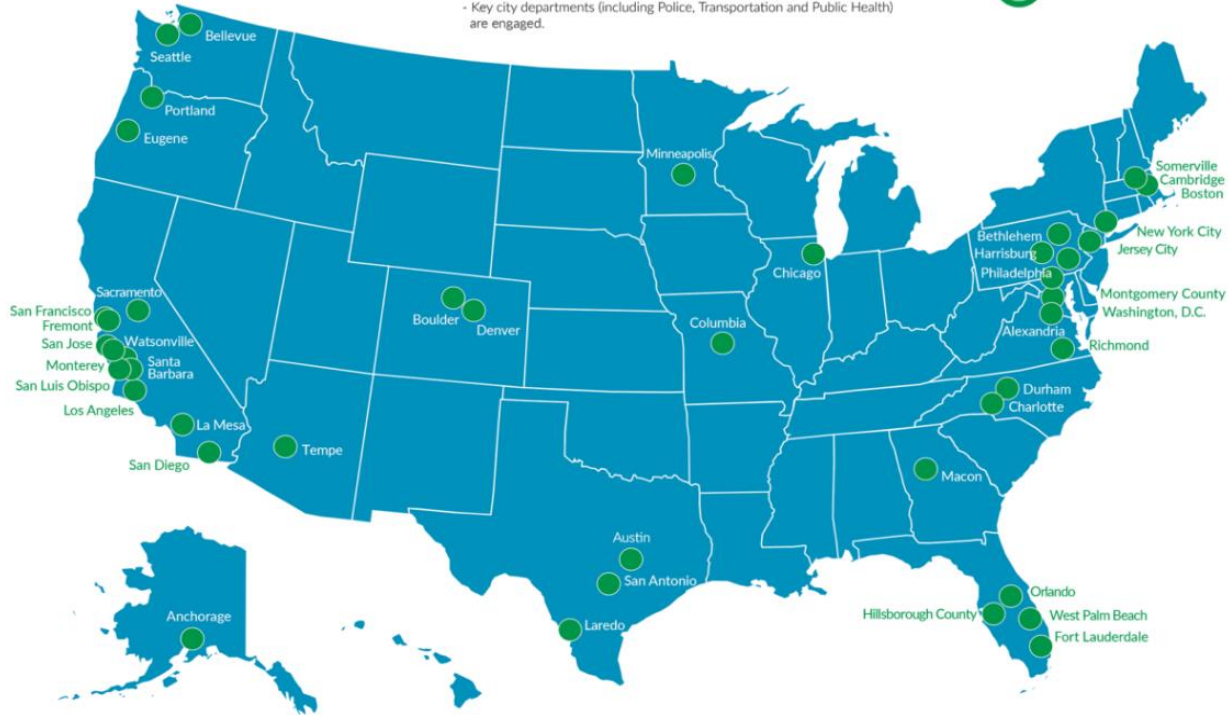 - Key city departments (including Police, Transportation and Public Health)
are engaged.
Bellevue
Seattle
Portland
Eugene
Minneapolis
Somerville
Cambridge
Boston
New York City
Bethlehem
Jersey City
Harrisburg
Chicago
Philadelphia
Sacramento
Montgomery County
San Francisco
Washington, D.C.
Fremont
Boulder
Denver
Columbia
Alexandria
San Jose
Watsonville
Richmond
Monterey
Santa
Barbara
San Luis Obispo
Durham
Los Angeles
Charlotte
La Mesa
Tempe
San Diego
Macon
Austin
San Antonio
Orlando
Anchorage
Hillsborough County
West Palm Beach
Laredo
Fort Lauderdale